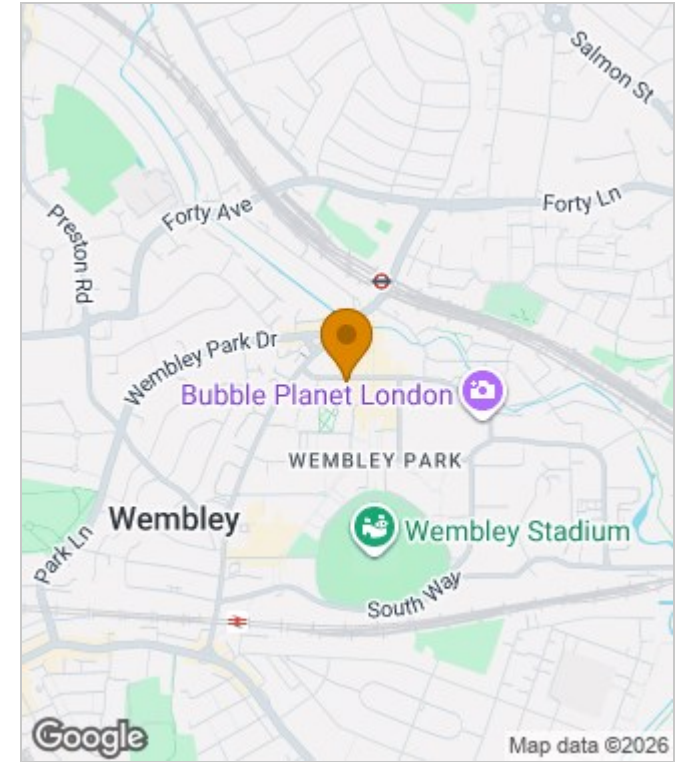 Salmon St
Forty Ave
Forty Ln
Preston Rd
Wembley Park Dr
Bubble Planet London
WEMBLEY PARK
Wembley
Wembley Stadium
Park Ln
South Way
Google
Map data ©2026